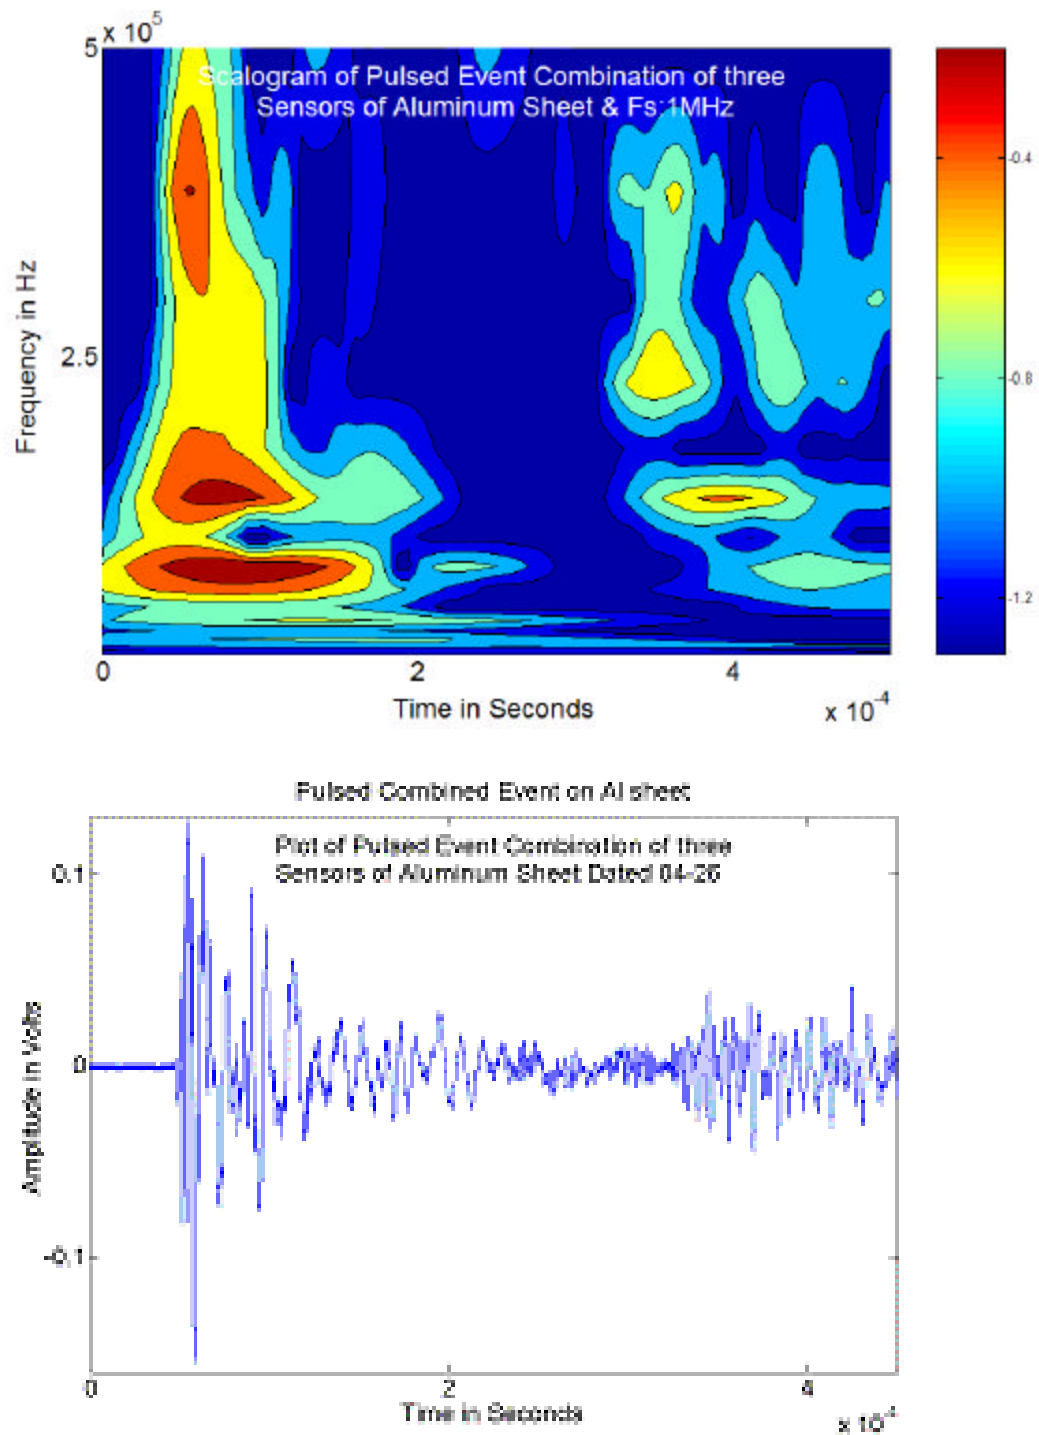 5 x 10^5
Scalogram of Pulsed Event Combination of three
Sensors of Aluminum Sheet & Fs:1MHz
-0.4
Frequency in Hz
2.5
-0.8
-1.2
0 2 4
Time in Seconds
x 10^-4
Pulsed Combined Event on Al sheet
Plot of Pulsed Event Combination of three
Sensors of Aluminum Sheet Dated 04-26
0.1
Amplitude in Volts
0
-0.1
0 2 4
Time in Seconds
x 10^-4